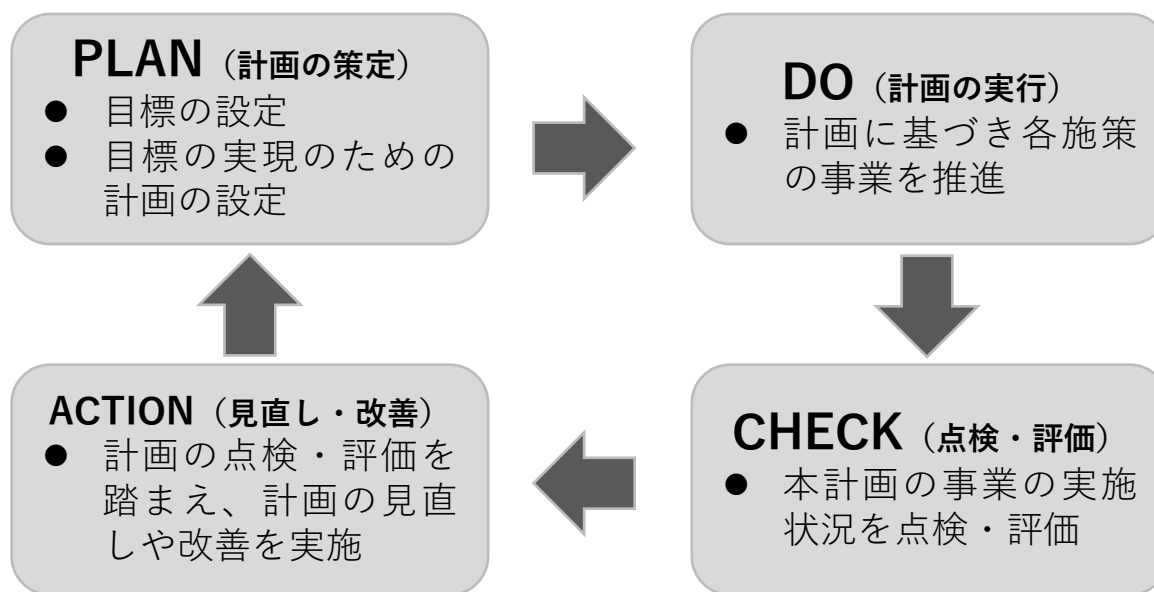 PLAN（計画の策定）
● 目標の設定
● 目標の実現のための
計画の設定
DO（計画の実行）
● 計画に基づき各施策
の事業を推進
ACTION（見直し・改善）
● 計画の点検・評価を
踏まえ、計画の見直
しや改善を実施
CHECK（点検・評価）
● 本計画の事業の実施
状況を点検・評価